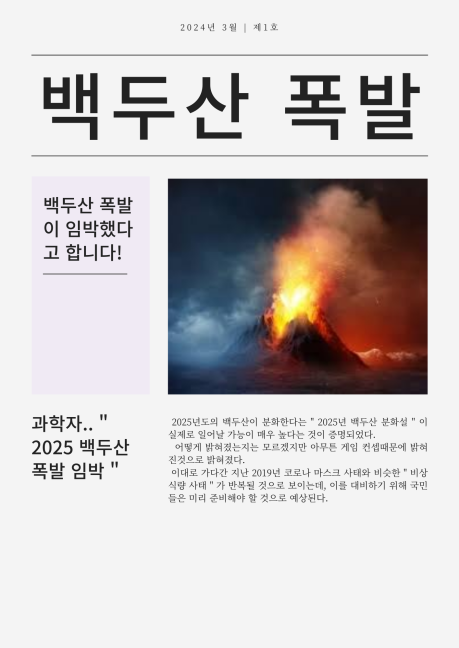 2024년 3월 | 제1호
백두산 폭발
백두산 폭발
이 임박했다
고 합니다!
과학자.. "
2025 백두산
폭발 임박 "
2025년도의 백두산이 분화한다는 " 2025년 백두산 분화설 " 이
실제로 일어날 가능이 매우 높다는 것이 증명되었다.
어떻게 밝혀졌는지는 모르겠지만 아무튼 게임 컨셉때문에 밝혀
진것으로 밝혀졌다.
이대로 가다간 지난 2019년 코로나 마스크 사태와 비슷한 " 비상
식량 사태 " 가 반복될 것으로 보이는데, 이를 대비하기 위해 국민
들은 미리 준비해야 할 것으로 예상된다.